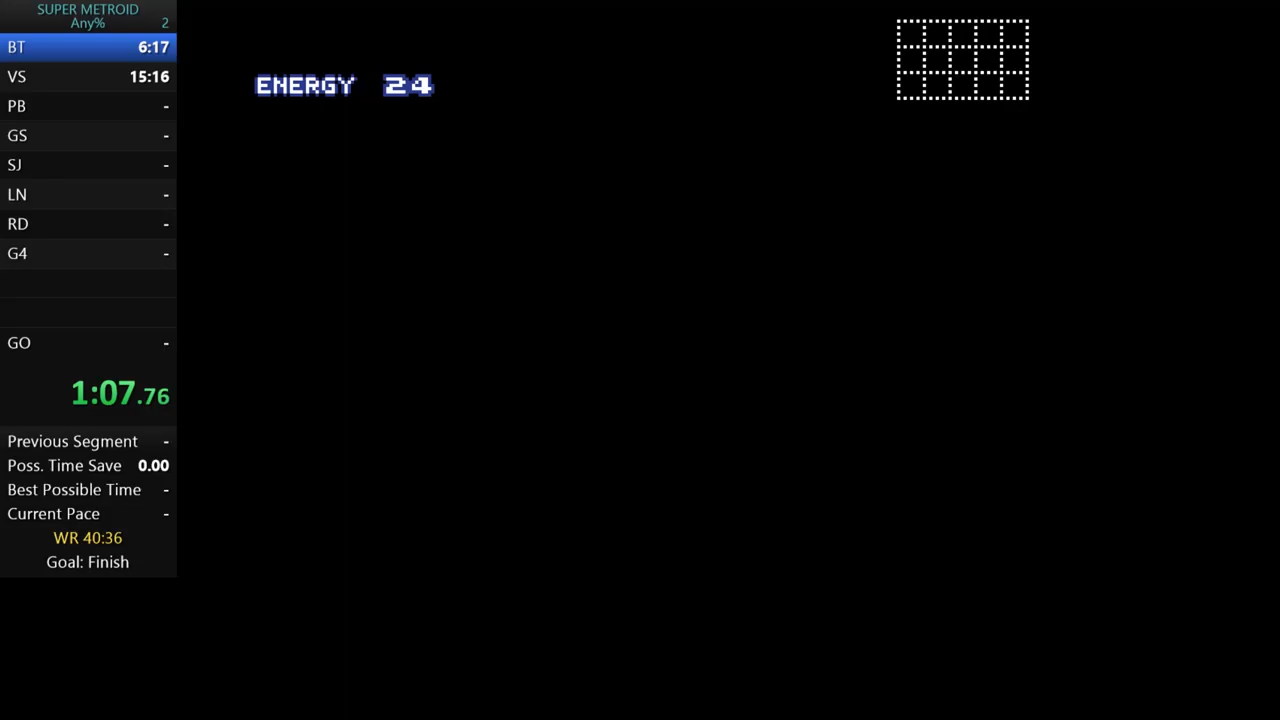 SUPER METROID
Any% 2
BT 6:17
VS 15:16
PB -
GS -
SJ -
LN -
RD -
G4 -
GO -
1:07.76
Previous Segment -
Poss. Time Save 0.00
Best Possible Time -
Current Pace -
WR 40:36
Goal: Finish
ENERGY 24